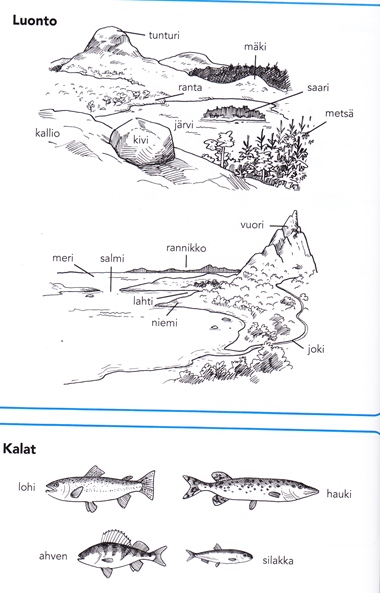 Luonto
tunturi
mäki
ranta
saari
metsä
järvi
kallio
kivi
vuori
rannikko
meri
salmi
lahti
niemi
joki
Kalat
lohi
hauki
ahven
silakka